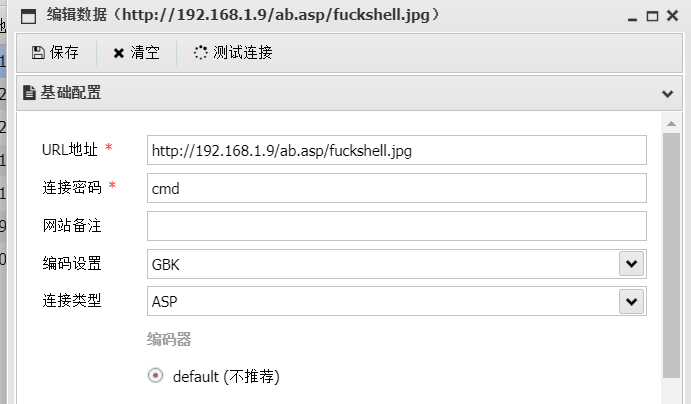 编辑数据（http://192.168.1.9/ab.asp/fuckshell.jpg）
保存 清空 测试连接
基础配置
URL地址 * http://192.168.1.9/ab.asp/fuckshell.jpg
连接密码 * cmd
网站备注
编码设置 GBK
连接类型 ASP
编码器
default (不推荐)